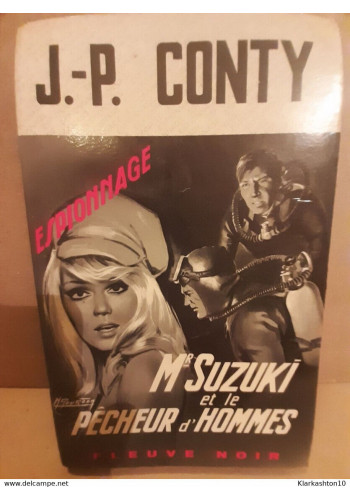 J.-P. CONTY
ESPIONNAGE
Mr SUZUKI
et le
PÊCHEUR d'HOMMES
FLEUVE NOIR
www.delcampe.net
Klarkashton10